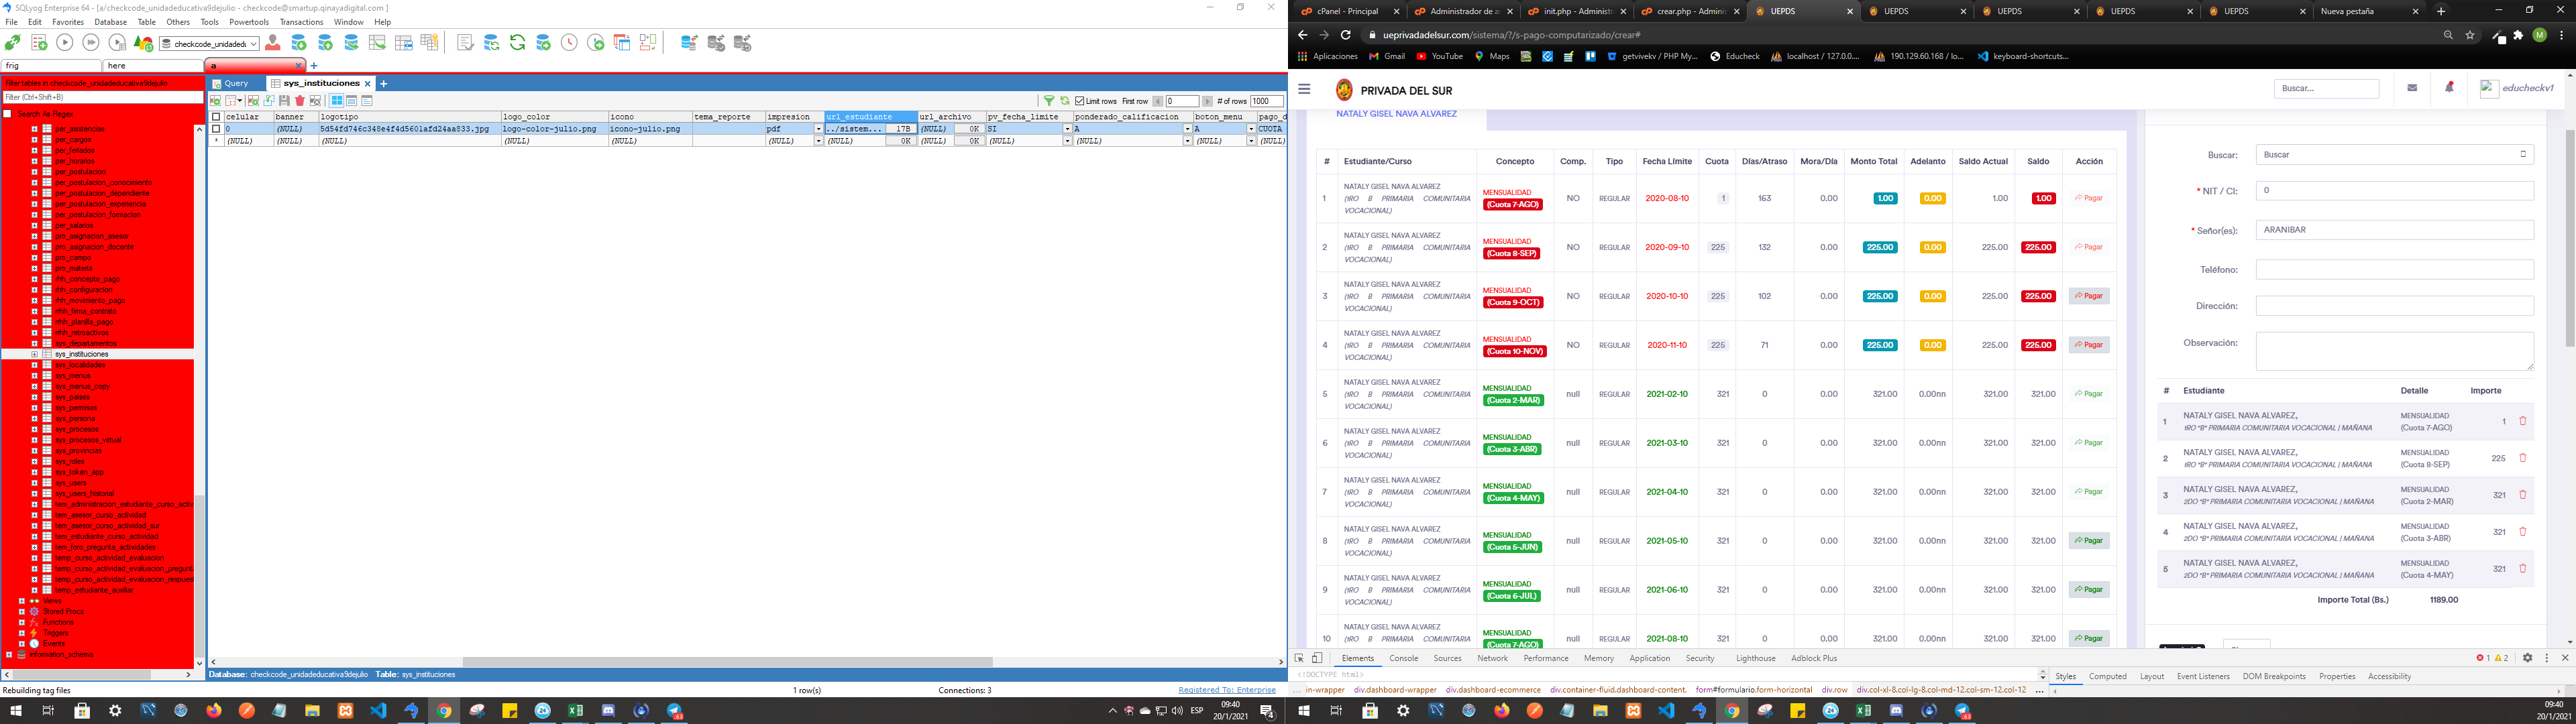 SQLyog Enterprise 64 - [a/checkcode_unidadeducativa9dejulio - checkcode@smartup.qinayadigital.com ]
File Edit Favorites Database Table Others Tools Powertools Transactions Window Help
checkcode_unidadedu
frig here a
Filter tables in checkcode_unidadeducativa9dejulio
Filter (Ctrl+Shift+B)
Search As Regex
per_asistencias
per_cargos
per_feriados
per_horarios
per_postulacion
per_postulacion_conocimiento
per_postulacion_dependiente
per_postulacion_experiencia
per_postulacion_formacion
per_salarios
pro_asignacion_asesor
pro_asignacion_docente
pro_campo
pro_materia
rhh_concepto_pago
rhh_configuracion
rhh_movimiento_pago
rrhh_firma_contrato
rrhh_planilla_pago
rrhh_retroactivos
sys_departamentos
sys_instituciones
sys_localidades
sys_menus
sys_menus_copy
sys_paises
sys_permisos
sys_persona
sys_procesos
sys_procesos_virtual
sys_provincias
sys_roles
sys_token_app
sys_users
sys_users_historial
tem_administracion_estudiante_curso_activ
tem_asesor_curso_actividad
tem_asesor_curso_actividad_sur
tem_estudiante_curso_actividad
tem_foro_pregunta_actividades
temp_curso_actividad_evaluacion
temp_curso_actividad_evaluacion_pregunta
temp_curso_actividad_evaluacion_respues
temp_estudiante_auxiliar
Views
Stored Procs
Functions
Triggers
Events
information_schema
Query sys_instituciones
Limit rows First row 0 # of rows 1000
celular banner logotipo logo_color icono tema_reporte impresion url_estudiante url_archivo pv_fecha_limite ponderado_calificacion boton_menu pago_d
0 (NULL) 5d54fd746c348e4f4d5601afd24aa833.jpg logo-color-julio.png icono-julio.png pdf ../sistem... 17B (NULL) 0K SI A A CUOTA
* (NULL) (NULL) (NULL) (NULL) (NULL) (NULL) (NULL) 0K (NULL) 0K (NULL) (NULL) (NULL) (NULL)
Database: checkcode_unidadeducativa9dejulio Table: sys_instituciones
Rebuilding tag files 1 row(s) Connections: 3 Registered To: Enterprise
ESP 09:40 20/1/2021
cPanel - Principal Administrador de a init.php - Administr crear.php - Admini UEPDS UEPDS UEPDS UEPDS UEPDS Nueva pestaña
ueprivadadelsur.com/sistema/?/s-pago-computarizado/crear#
Aplicaciones Gmail YouTube Maps getvivekv / PHP My... Educheck localhost / 127.0.0.... 190.129.60.168 / lo... keyboard-shortcuts...
PRIVADA DEL SUR Buscar... educheckv1
NATALY GISEL NAVA ALVAREZ
# Estudiante/Curso Concepto Comp. Tipo Fecha Límite Cuota Días/Atraso Mora/Día Monto Total Adelanto Saldo Actual Saldo Acción
1 NATALY GISEL NAVA ALVAREZ (1RO B PRIMARIA COMUNITARIA VOCACIONAL) MENSUALIDAD (Cuota 7-AGO) NO REGULAR 2020-08-10 1 163 0.00 1.00 0.00 1.00 1.00 Pagar
2 NATALY GISEL NAVA ALVAREZ (1RO B PRIMARIA COMUNITARIA VOCACIONAL) MENSUALIDAD (Cuota 8-SEP) NO REGULAR 2020-09-10 225 132 0.00 225.00 0.00 225.00 225.00 Pagar
3 NATALY GISEL NAVA ALVAREZ (1RO B PRIMARIA COMUNITARIA VOCACIONAL) MENSUALIDAD (Cuota 9-OCT) NO REGULAR 2020-10-10 225 102 0.00 225.00 0.00 225.00 225.00 Pagar
4 NATALY GISEL NAVA ALVAREZ (1RO B PRIMARIA COMUNITARIA VOCACIONAL) MENSUALIDAD (Cuota 10-NOV) NO REGULAR 2020-11-10 225 71 0.00 225.00 0.00 225.00 225.00 Pagar
5 NATALY GISEL NAVA ALVAREZ (1RO B PRIMARIA COMUNITARIA VOCACIONAL) MENSUALIDAD (Cuota 2-MAR) null REGULAR 2021-02-10 321 0 0.00 321.00 0.00nn 321.00 321.00 Pagar
6 NATALY GISEL NAVA ALVAREZ (1RO B PRIMARIA COMUNITARIA VOCACIONAL) MENSUALIDAD (Cuota 3-ABR) null REGULAR 2021-03-10 321 0 0.00 321.00 0.00nn 321.00 321.00 Pagar
7 NATALY GISEL NAVA ALVAREZ (1RO B PRIMARIA COMUNITARIA VOCACIONAL) MENSUALIDAD (Cuota 4-MAY) null REGULAR 2021-04-10 321 0 0.00 321.00 0.00nn 321.00 321.00 Pagar
8 NATALY GISEL NAVA ALVAREZ (1RO B PRIMARIA COMUNITARIA VOCACIONAL) MENSUALIDAD (Cuota 5-JUN) null REGULAR 2021-05-10 321 0 0.00 321.00 0.00nn 321.00 321.00 Pagar
9 NATALY GISEL NAVA ALVAREZ (1RO B PRIMARIA COMUNITARIA VOCACIONAL) MENSUALIDAD (Cuota 6-JUL) null REGULAR 2021-06-10 321 0 0.00 321.00 0.00nn 321.00 321.00 Pagar
10 NATALY GISEL NAVA ALVAREZ (1RO B PRIMARIA COMUNITARIA MENSUALIDAD (Cuota 7-AGO) null REGULAR 2021-08-10 321 0 0.00 321.00 0.00nn 321.00 321.00 Pagar
Buscar: Buscar
* NIT / CI: 0
* Señor(es): ARANIBAR
Teléfono:
Dirección:
Observación:
# Estudiante Detalle Importe
1 NATALY GISEL NAVA ALVAREZ, 1RO "B" PRIMARIA COMUNITARIA VOCACIONAL | MAÑANA MENSUALIDAD (Cuota 7-AGO) 1
2 NATALY GISEL NAVA ALVAREZ, 1RO "B" PRIMARIA COMUNITARIA VOCACIONAL | MAÑANA MENSUALIDAD (Cuota 8-SEP) 225
3 NATALY GISEL NAVA ALVAREZ, 2DO "B" PRIMARIA COMUNITARIA VOCACIONAL | MAÑANA MENSUALIDAD (Cuota 2-MAR) 321
4 NATALY GISEL NAVA ALVAREZ, 2DO "B" PRIMARIA COMUNITARIA VOCACIONAL | MAÑANA MENSUALIDAD (Cuota 3-ABR) 321
5 NATALY GISEL NAVA ALVAREZ, 2DO "B" PRIMARIA COMUNITARIA VOCACIONAL | MAÑANA MENSUALIDAD (Cuota 4-MAY) 321
Importe Total (Bs.) 1189.00
Elements Console Sources Network Performance Memory Application Security Lighthouse Adblock Plus 1 2
<!DOCTYPE html>
... in-wrapper div.dashboard-wrapper div.dashboard-ecommerce div.container-fluid.dashboard-content. form#formulario.form-horizontal div.row div.col-xl-8.col-lg-8.col-md-12.col-sm-12.col-12 ...
Styles Computed Layout Event Listeners DOM Breakpoints Properties Accessibility
09:40
20/1/2021